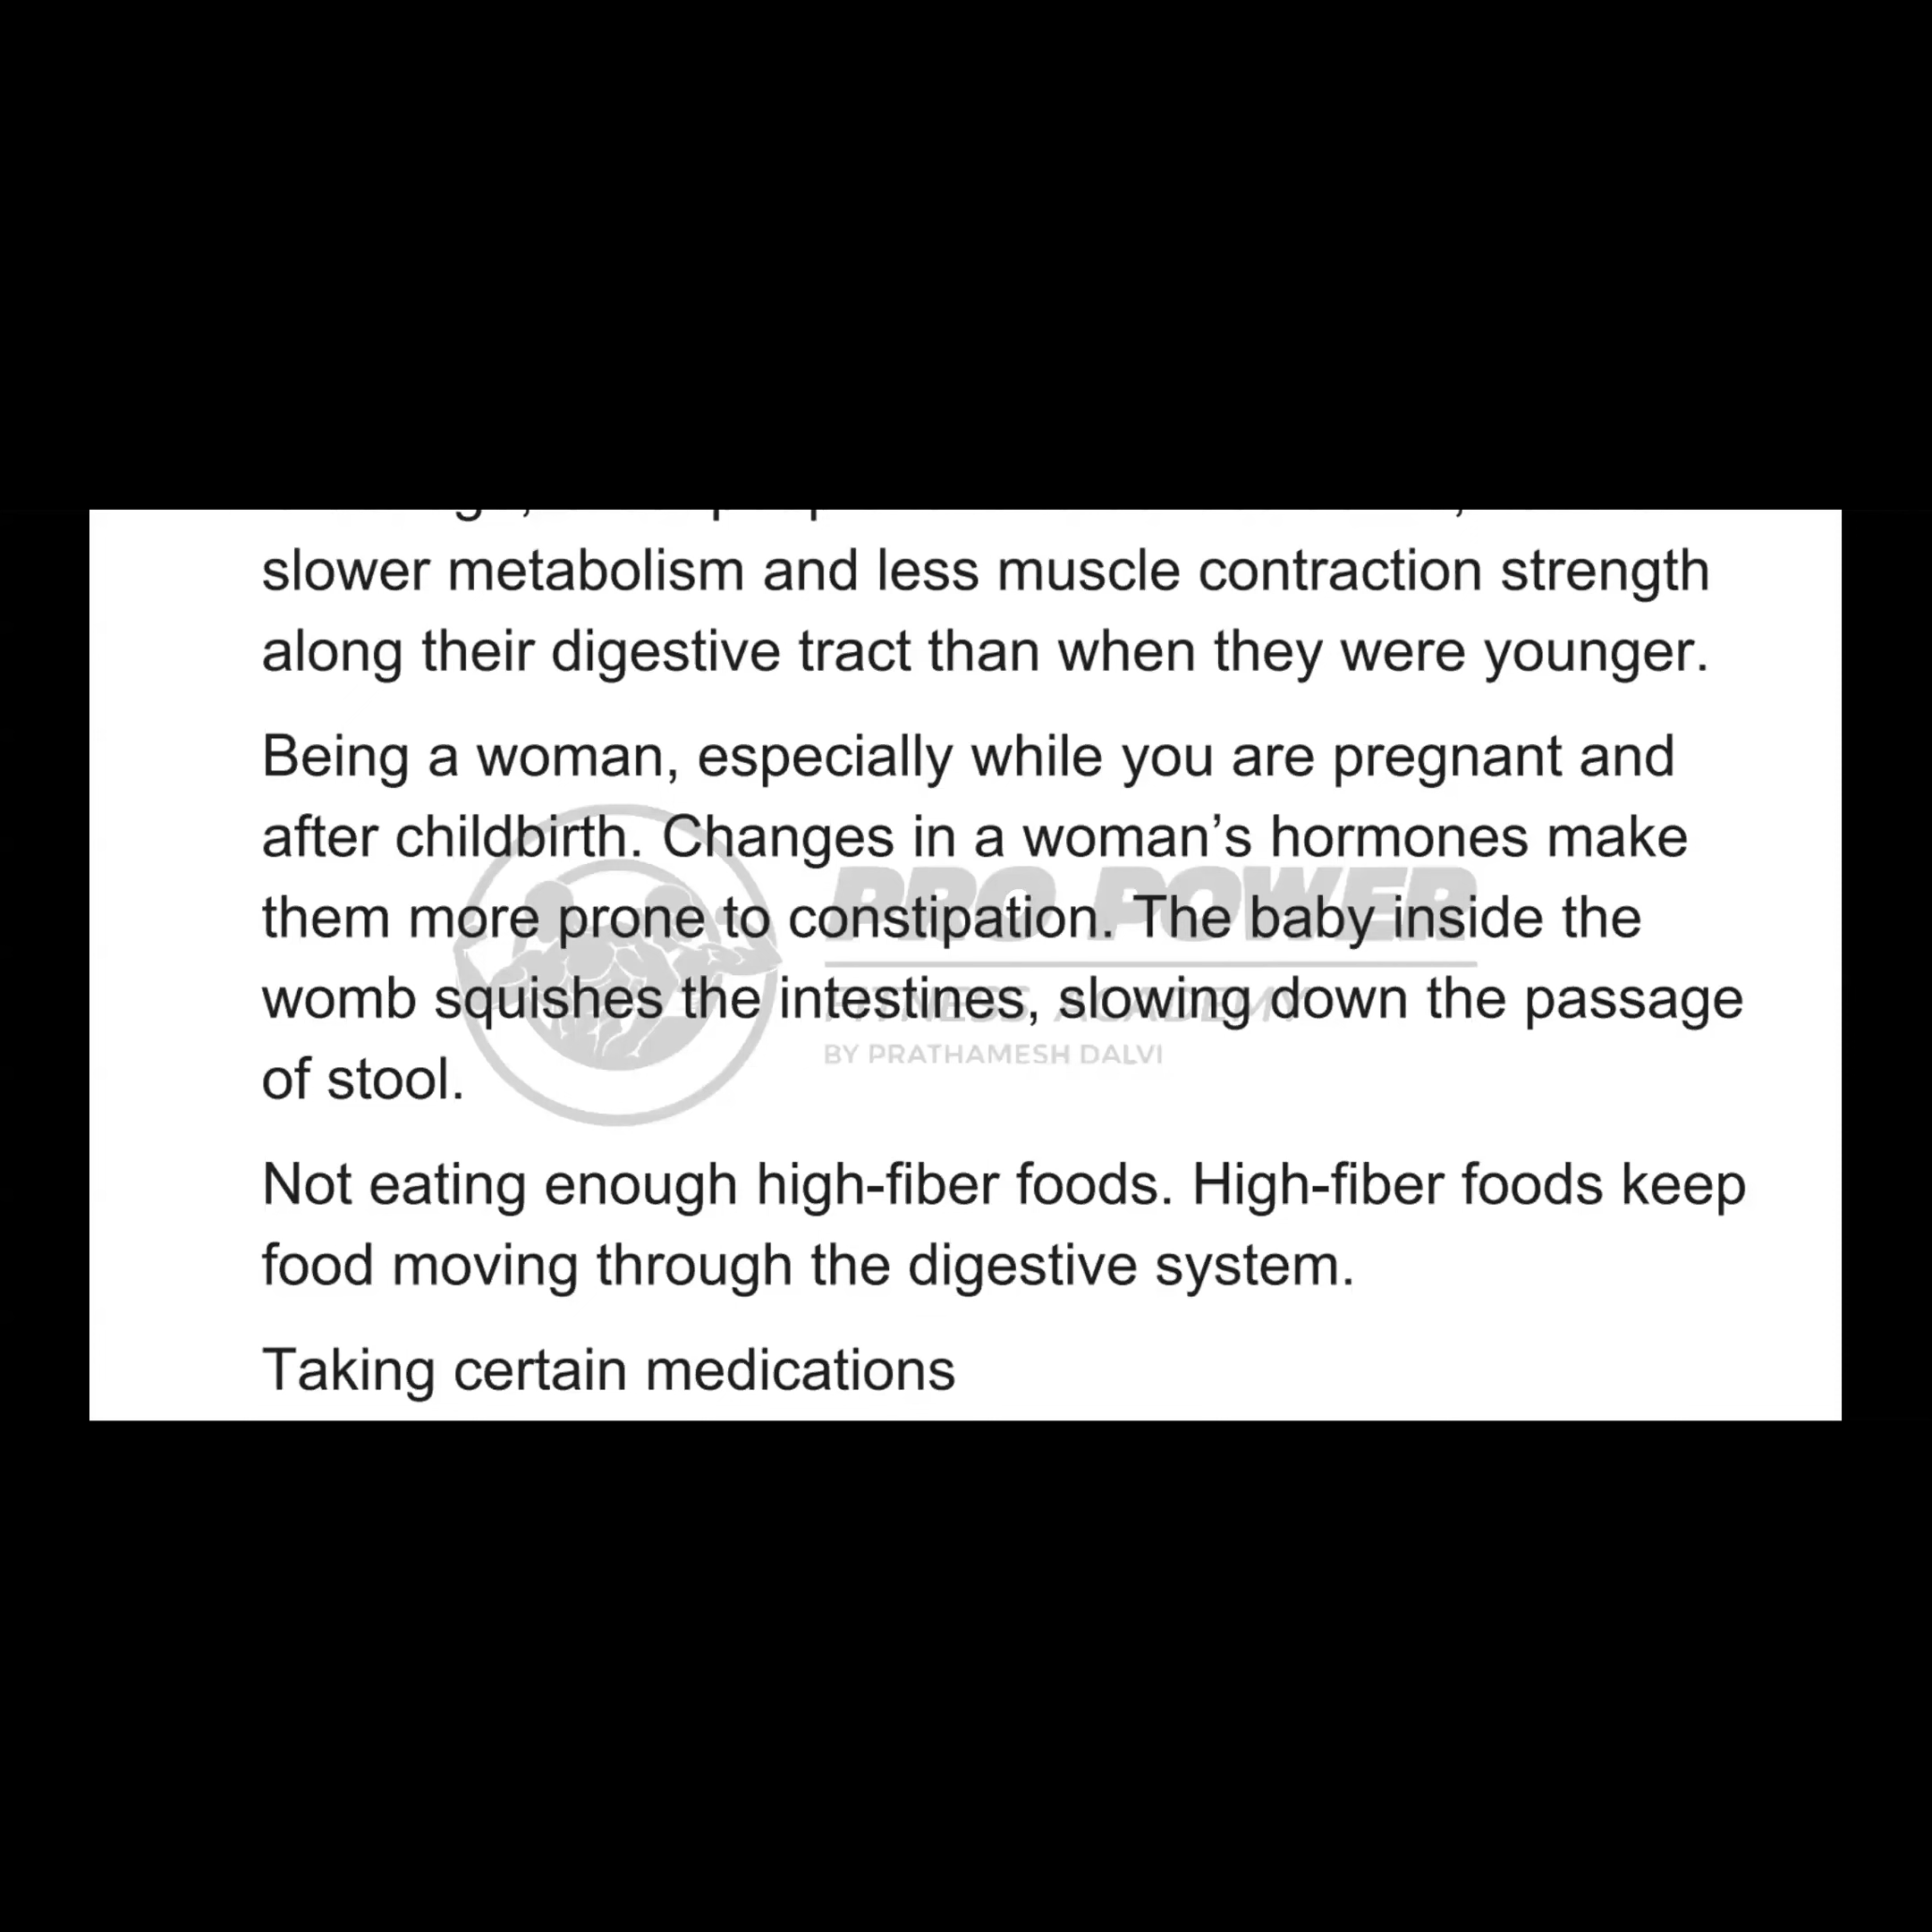 slower metabolism and less muscle contraction strength
along their digestive tract than when they were younger.
Being a woman, especially while you are pregnant and
after childbirth. Changes in a woman’s hormones make
them more prone to constipation. The baby inside the
womb squishes the intestines, slowing down the passage
of stool.
Not eating enough high-fiber foods. High-fiber foods keep
food moving through the digestive system.
Taking certain medications
PRO POWER
FITNESS ACADEMY
BY PRATHAMESH DALVI